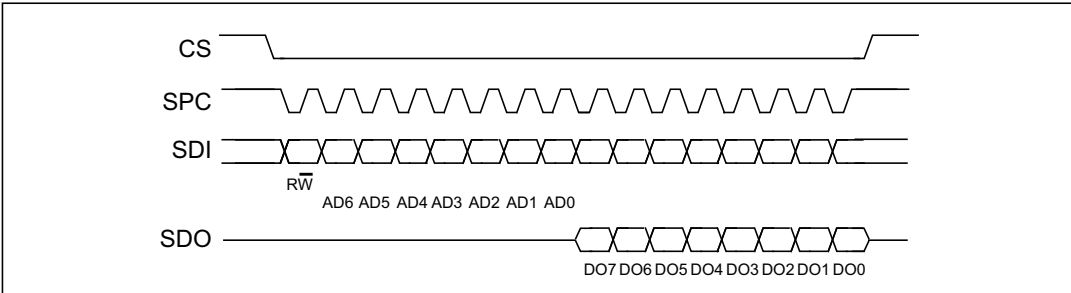 CS
SPC
SDI
RW̅
AD6 AD5 AD4 AD3 AD2 AD1 AD0
SDO
DO7 DO6 DO5 DO4 DO3 DO2 DO1 DO0